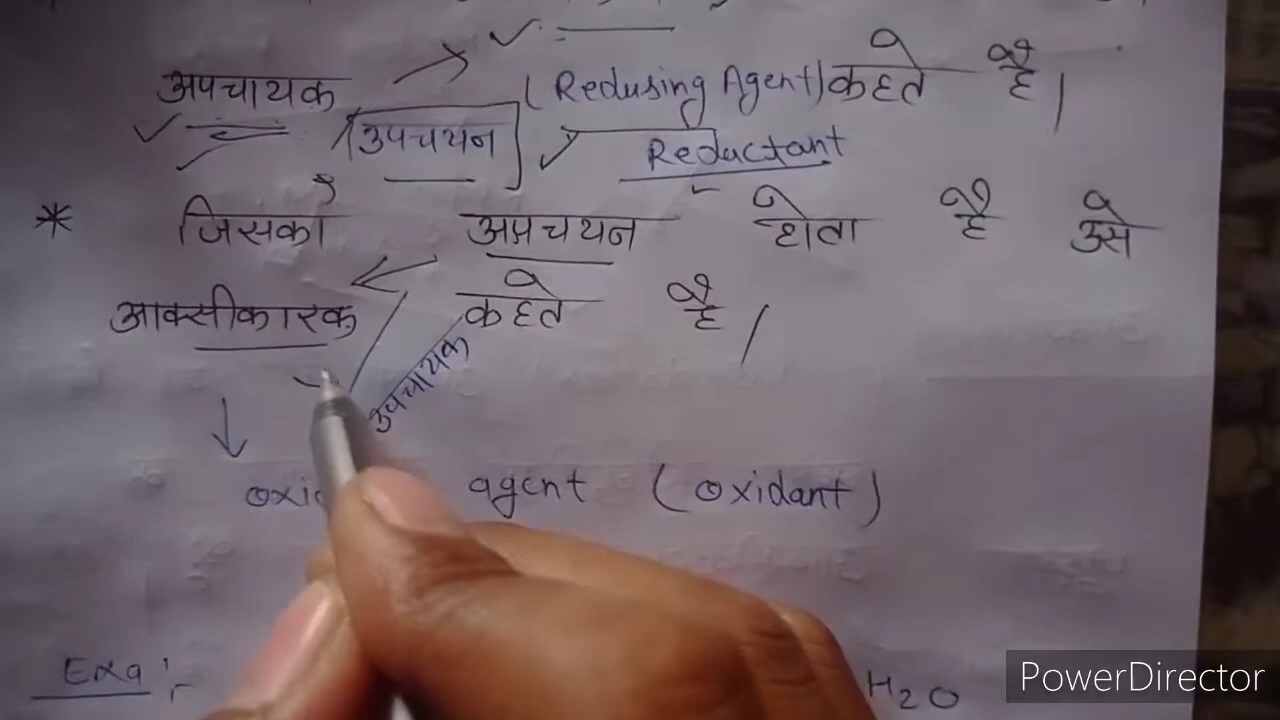 अपचायक (Redusing Agent) कहते है।
उपचयन Reductant
* जिसका अपचयन होता है उसे
आक्सीकारक कहते है।
उपचायक
agent (oxidant)
Exa :- H2O
PowerDirector